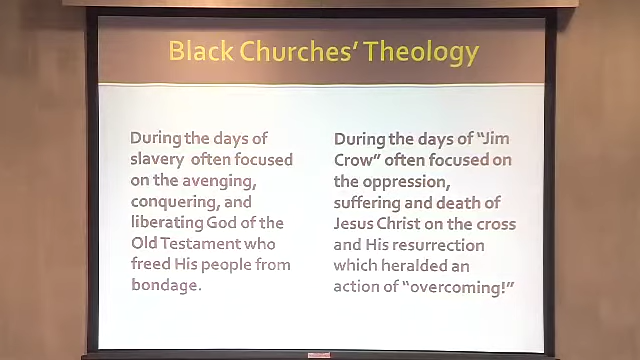 Black Churches' Theology
During the days of
slavery often focused
on the avenging,
conquering, and
liberating God of the
Old Testament who
freed His people from
bondage.
During the days of "Jim
Crow" often focused on
the oppression,
suffering and death of
Jesus Christ on the cross
and His resurrection
which heralded an
action of "overcoming!"